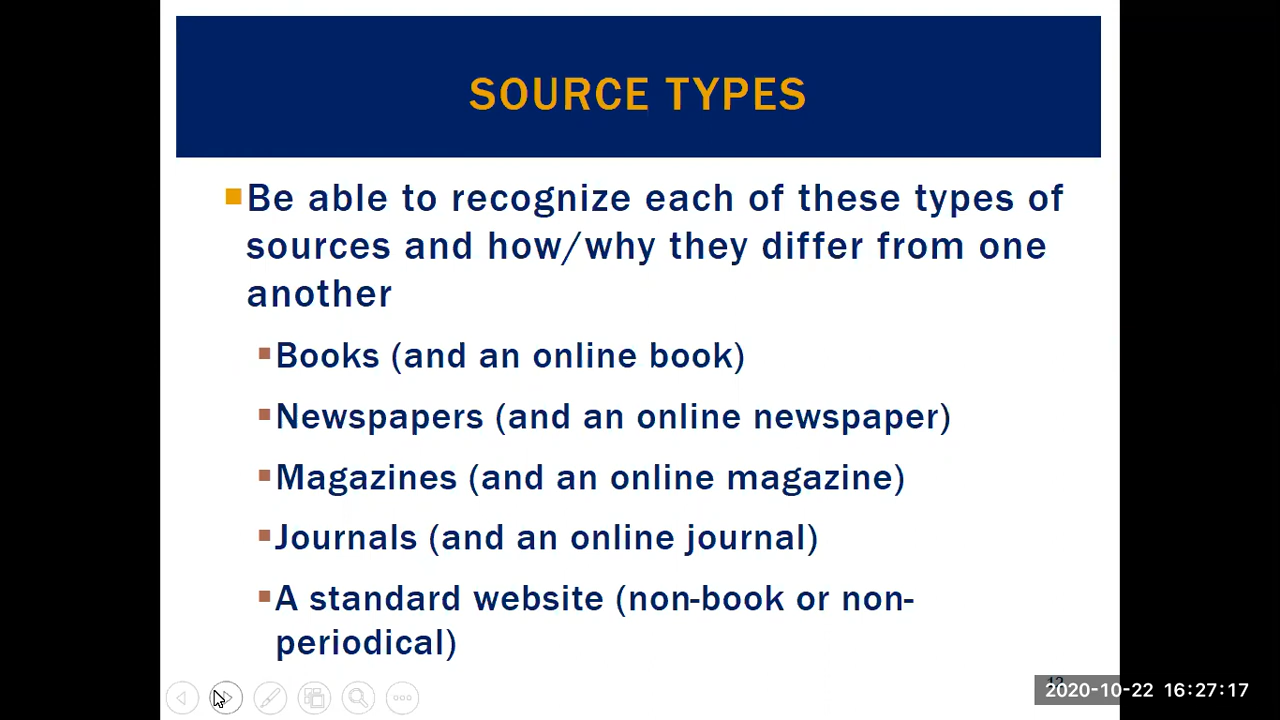 SOURCE TYPES
Be able to recognize each of these types of
sources and how/why they differ from one
another
Books (and an online book)
Newspapers (and an online newspaper)
Magazines (and an online magazine)
Journals (and an online journal)
A standard website (non-book or non-
periodical)
2020-10-22 16:27:17